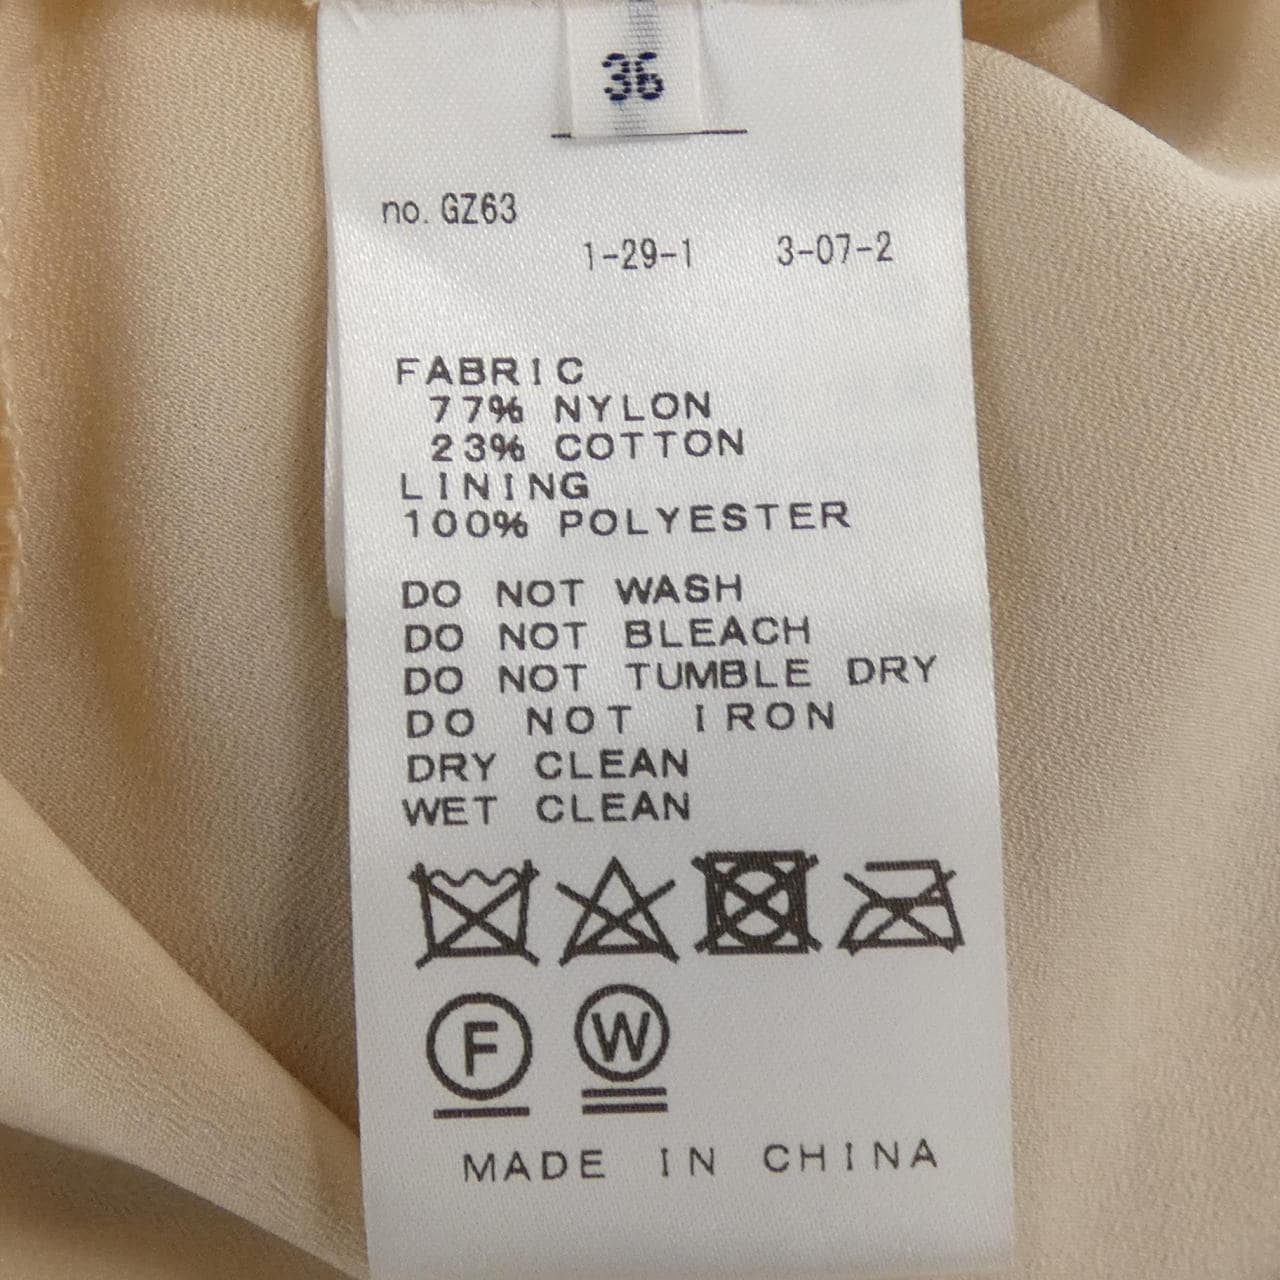 36
no. GZ63
1-29-1 3-07-2
FABRIC
77% NYLON
23% COTTON
LINING
100% POLYESTER
DO NOT WASH
DO NOT BLEACH
DO NOT TUMBLE DRY
DO NOT IRON
DRY CLEAN
WET CLEAN
F W
MADE IN CHINA